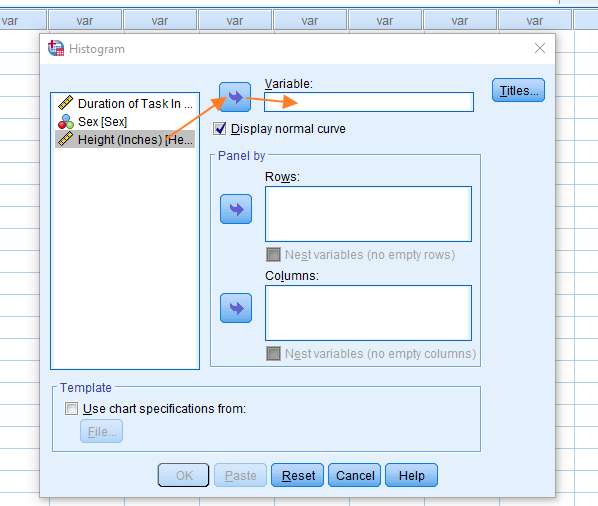 var var var var var var var var
Histogram
Variable:
Titles...
Duration of Task In ...
Sex [Sex]
Display normal curve
Height (Inches) [He...
Panel by
Rows:
Nest variables (no empty rows)
Columns:
Nest variables (no empty columns)
Template
Use chart specifications from:
File...
OK Paste Reset Cancel Help